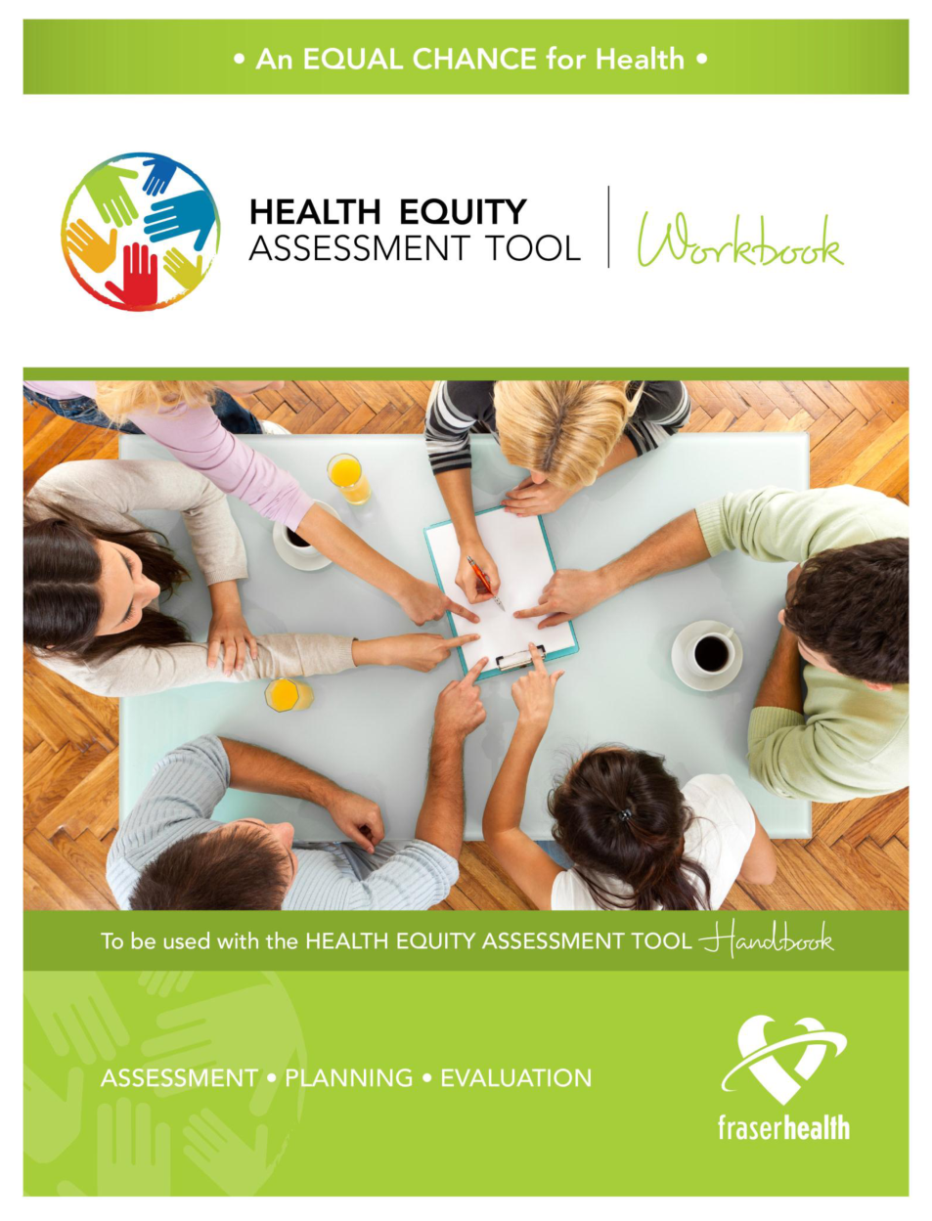 • An EQUAL CHANCE for Health •
HEALTH EQUITY
ASSESSMENT TOOL
Workbook
To be used with the HEALTH EQUITY ASSESSMENT TOOL Handbook
ASSESSMENT • PLANNING • EVALUATION
fraserhealth